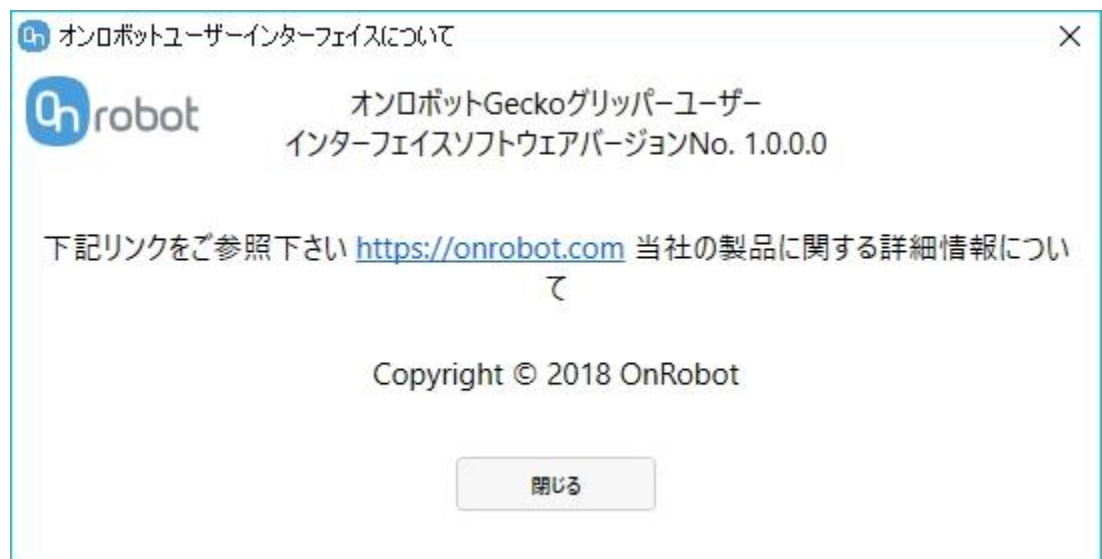 オンロボットユーザーインターフェイスについて
On robot
オンロボットGeckoグリッパーユーザー
インターフェイスソフトウェアバージョンNo. 1.0.0.0
下記リンクをご参照下さい https://onrobot.com 当社の製品に関する詳細情報につい
て
Copyright © 2018 OnRobot
閉じる